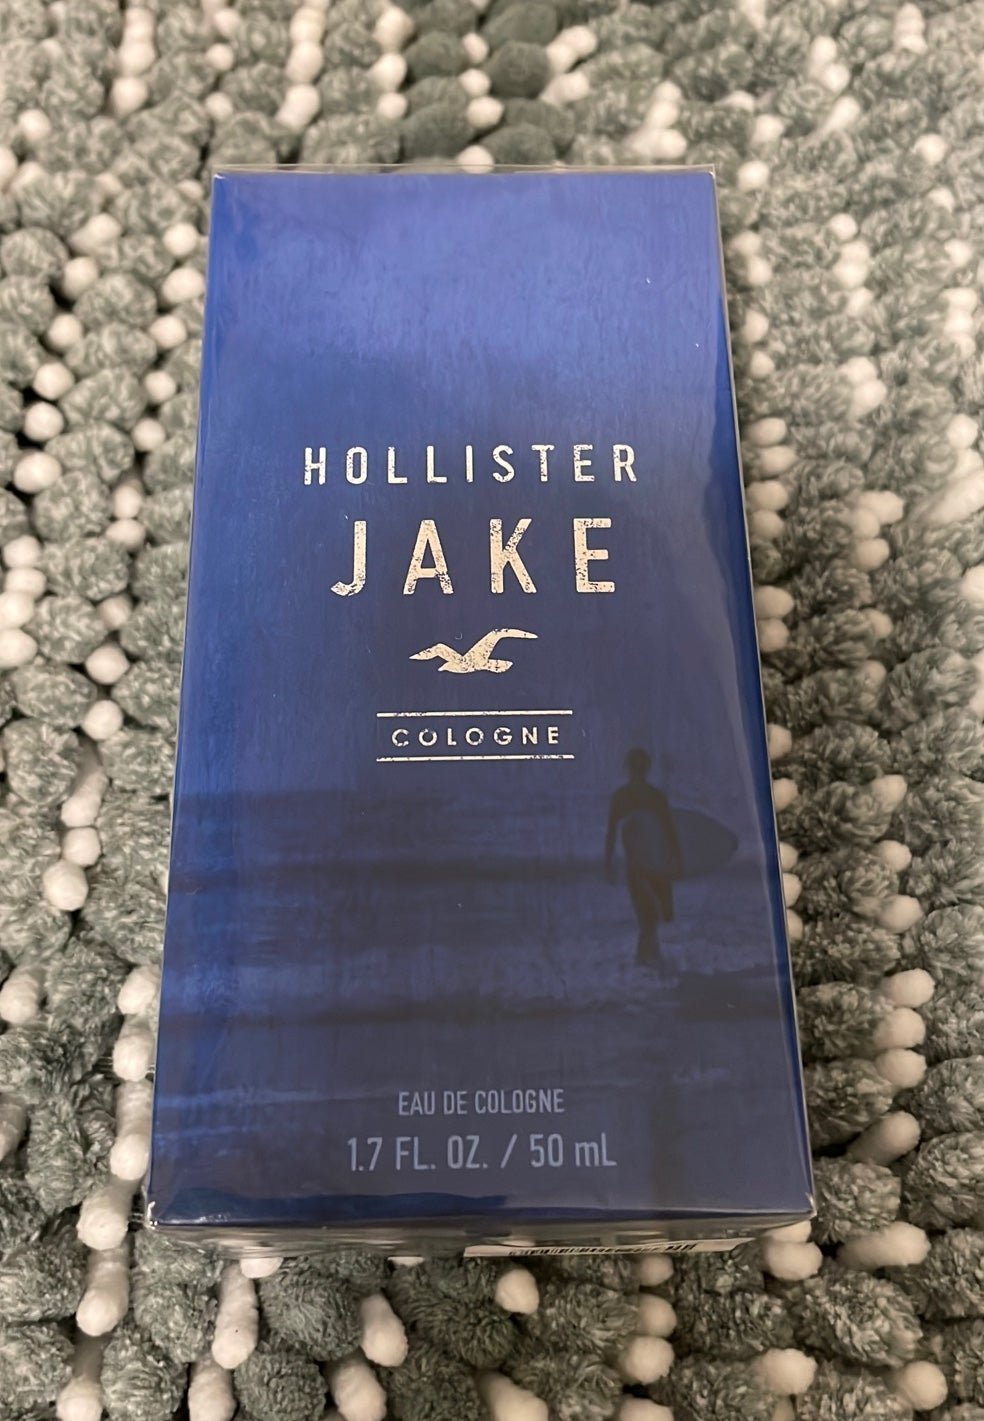 HOLLISTER
JAKE
COLOGNE
EAU DE COLOGNE
1.7 FL. OZ. / 50 mL